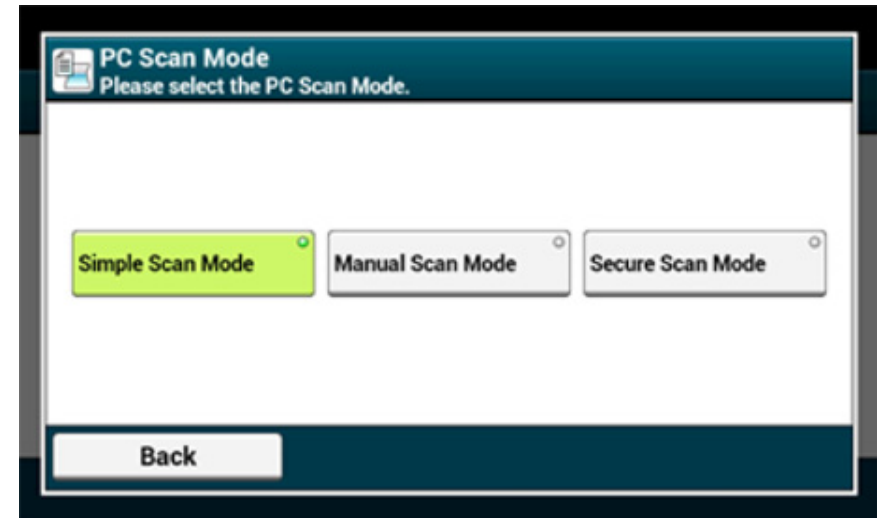 PC Scan Mode
Please select the PC Scan Mode.
Simple Scan Mode
Manual Scan Mode
Secure Scan Mode
Back